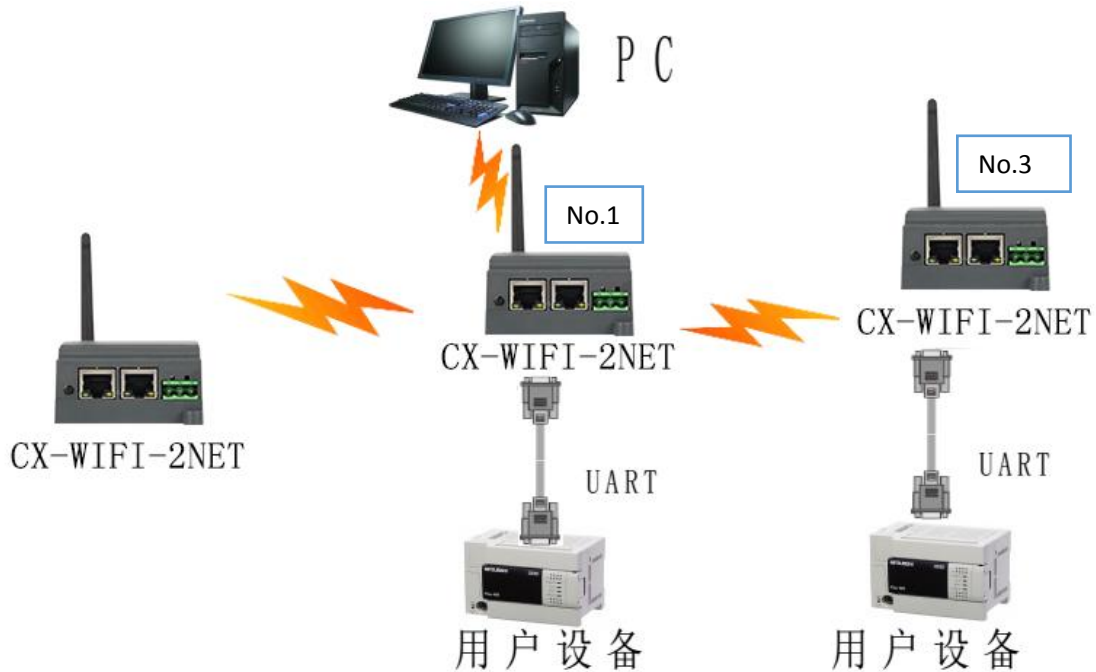 PC
No.3
No.1
CX-WIFI-2NET
CX-WIFI-2NET
CX-WIFI-2NET
UART
UART
用户设备
用户设备